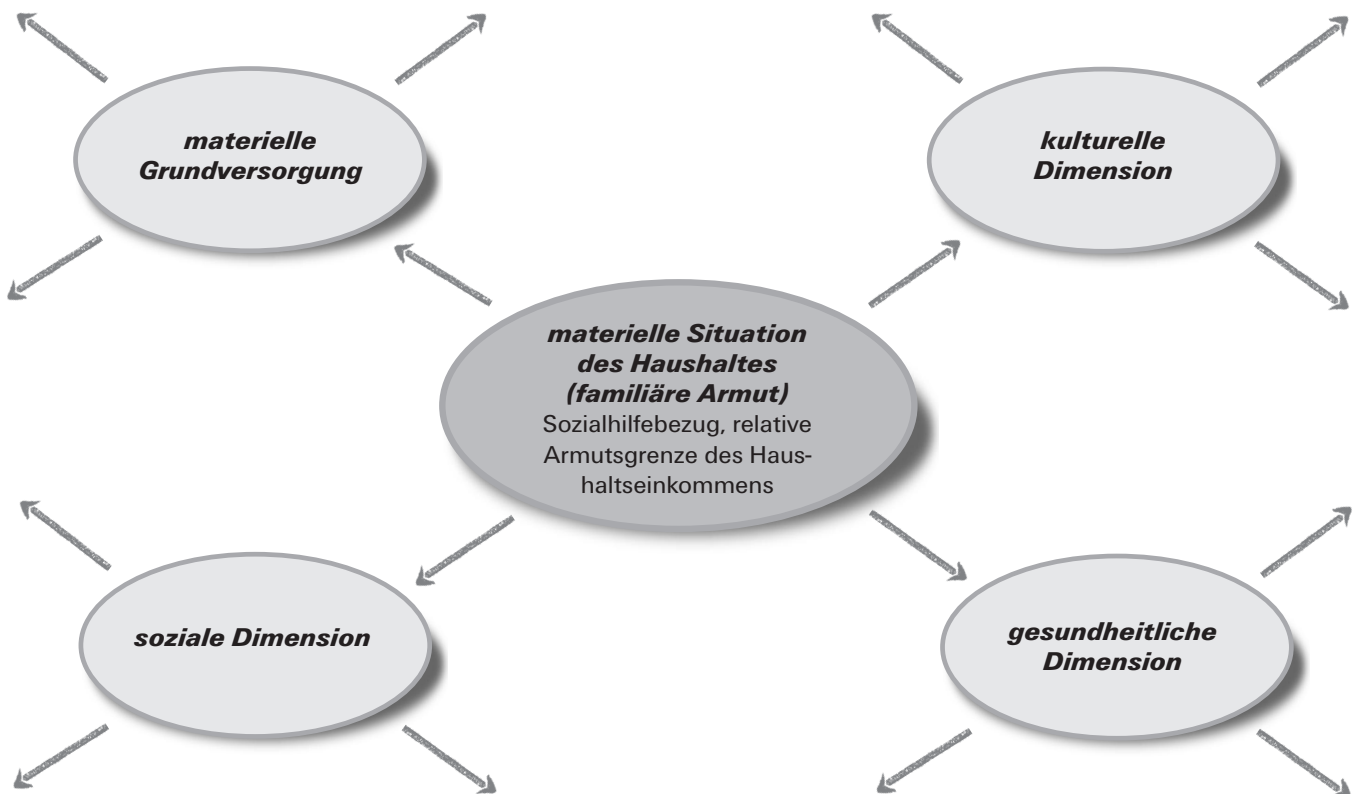 materielle
Grundversorgung
kulturelle
Dimension
materielle Situation
des Haushaltes
(familiäre Armut)
Sozialhilfebezug, relative
Armutsgrenze des Haus-
haltseinkommens
soziale Dimension
gesundheitliche
Dimension